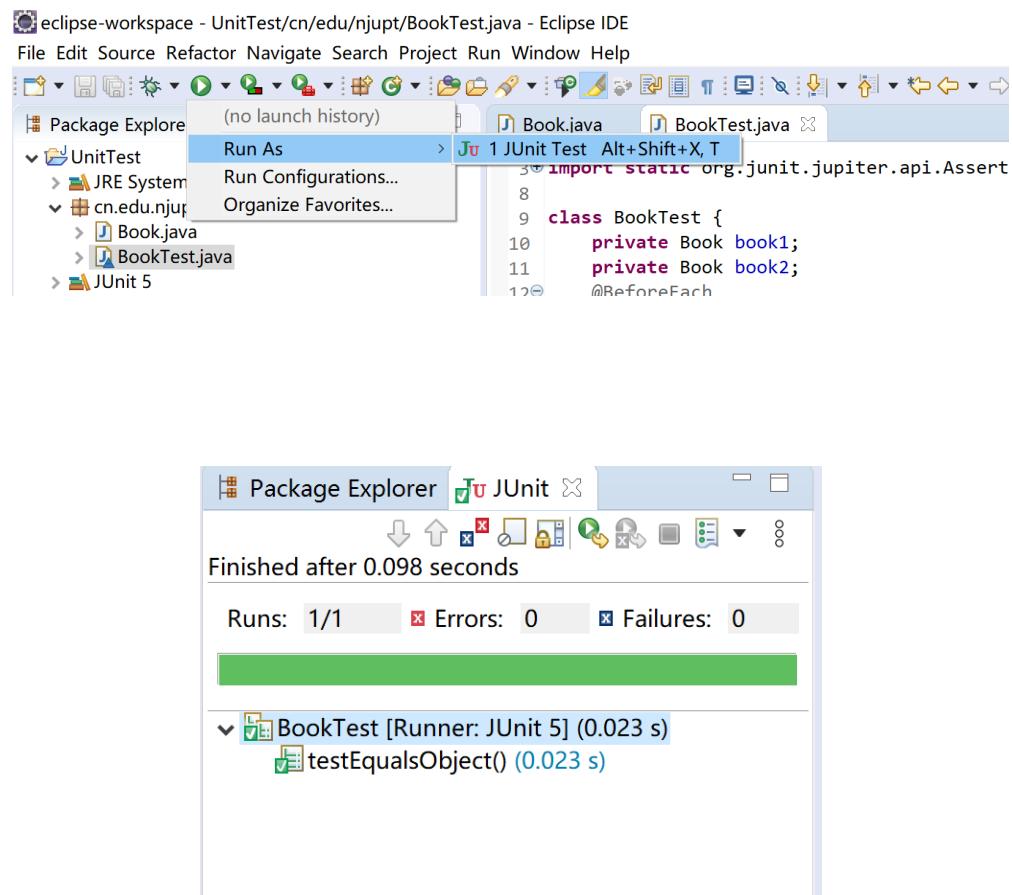 eclipse-workspace - UnitTest/cn/edu/njupt/BookTest.java - Eclipse IDE
File Edit Source Refactor Navigate Search Project Run Window Help
Package Explore
(no launch history)
Book.java
BookTest.java
UnitTest
Run As
1 JUnit Test Alt+Shift+X, T
3 import static org.junit.jupiter.api.Assert
JRE System
Run Configurations...
8
cn.edu.njup
Organize Favorites...
9 class BookTest {
Book.java
10 private Book book1;
BookTest.java
11 private Book book2;
JUnit 5
12 @BeforeEach
Package Explorer
JUnit
Finished after 0.098 seconds
Runs: 1/1 Errors: 0 Failures: 0
BookTest [Runner: JUnit 5] (0.023 s)
testEqualsObject() (0.023 s)